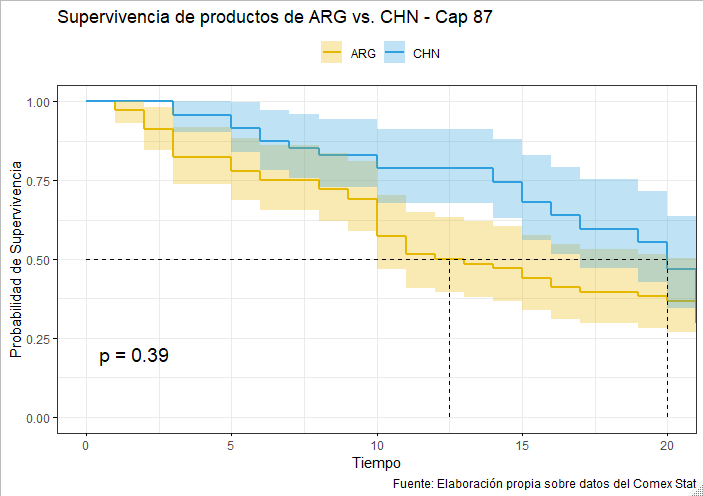 Supervivencia de productos de ARG vs. CHN - Cap 87
ARG CHN
Probabilidad de Supervivencia
1.00
0.75
0.50
0.25
0.00
p = 0.39
0 5 10 15 20
Tiempo
Fuente: Elaboración propia sobre datos del Comex Stat